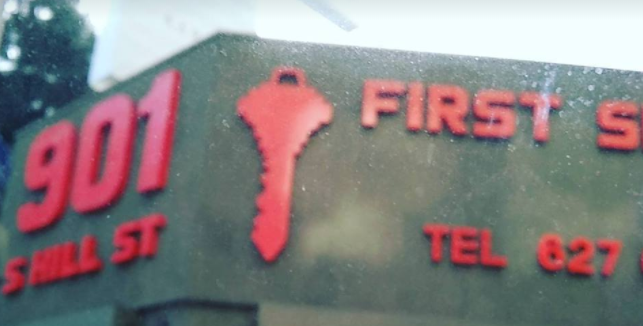 901
S HILL ST
FIRST S
TEL 627